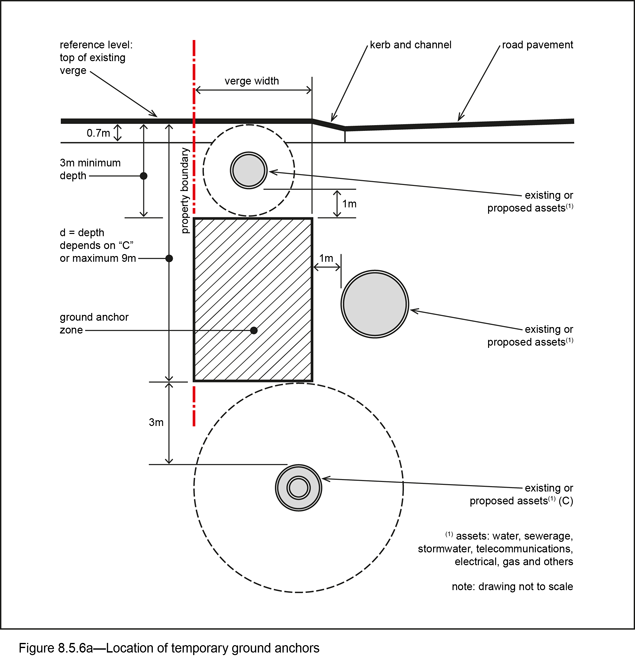 reference level:
top of existing
verge
kerb and channel
road pavement
verge width
0.7m
3m minimum
depth
property boundary
1m
existing or
proposed assets(1)
d = depth
depends on “C”
or maximum 9m
1m
ground anchor
zone
existing or
proposed assets(1)
3m
existing or
proposed assets(1) (C)
(1) assets: water, sewerage,
stormwater, telecommunications,
electrical, gas and others
note: drawing not to scale
Figure 8.5.6a—Location of temporary ground anchors